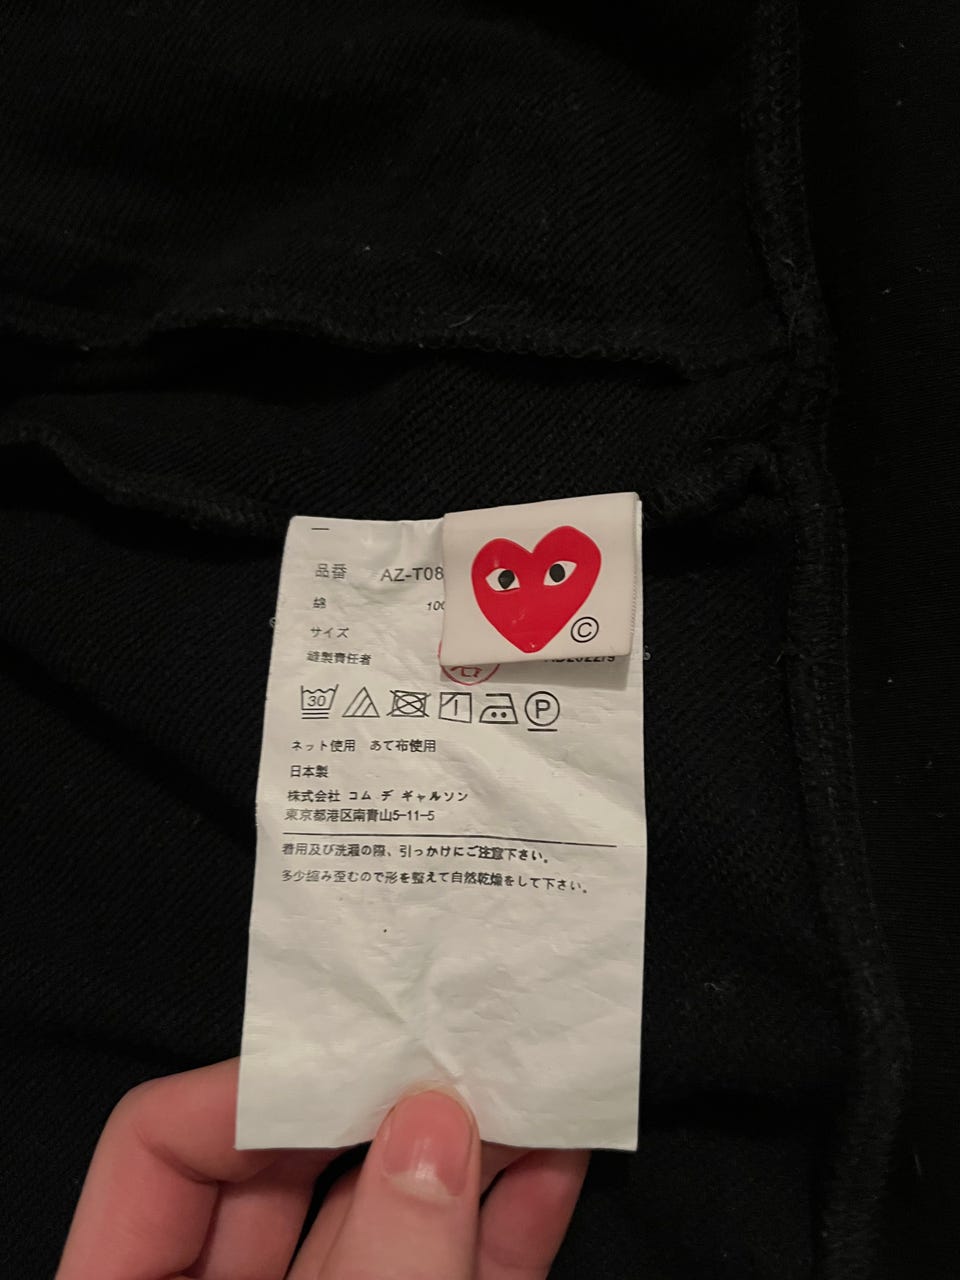 品番 AZ-T08
綿 100
サイズ
縫製責任者
AD2022/9
©
30
P
ネット使用 あて布使用
日本製
株式会社 コム デ ギャルソン
東京都港区南青山5-11-5
着用及び洗濯の際、引っかけにご注意下さい。
多少縮み歪むので形を整えて自然乾燥をして下さい。